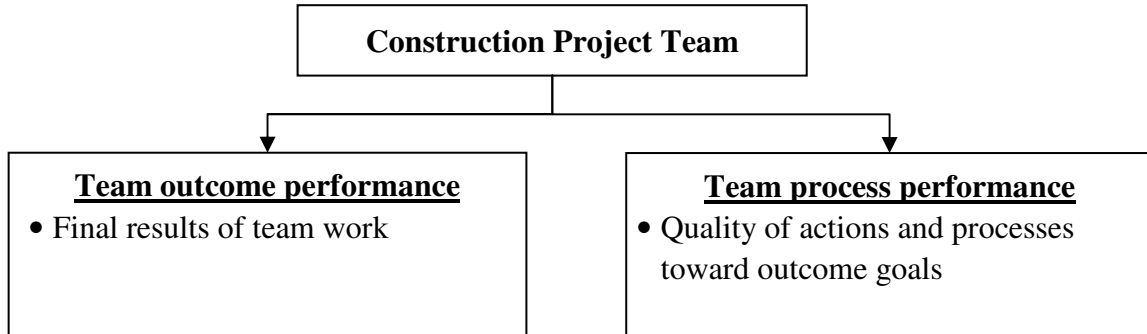 Construction Project Team
Team outcome performance
• Final results of team work
Team process performance
• Quality of actions and processes
toward outcome goals